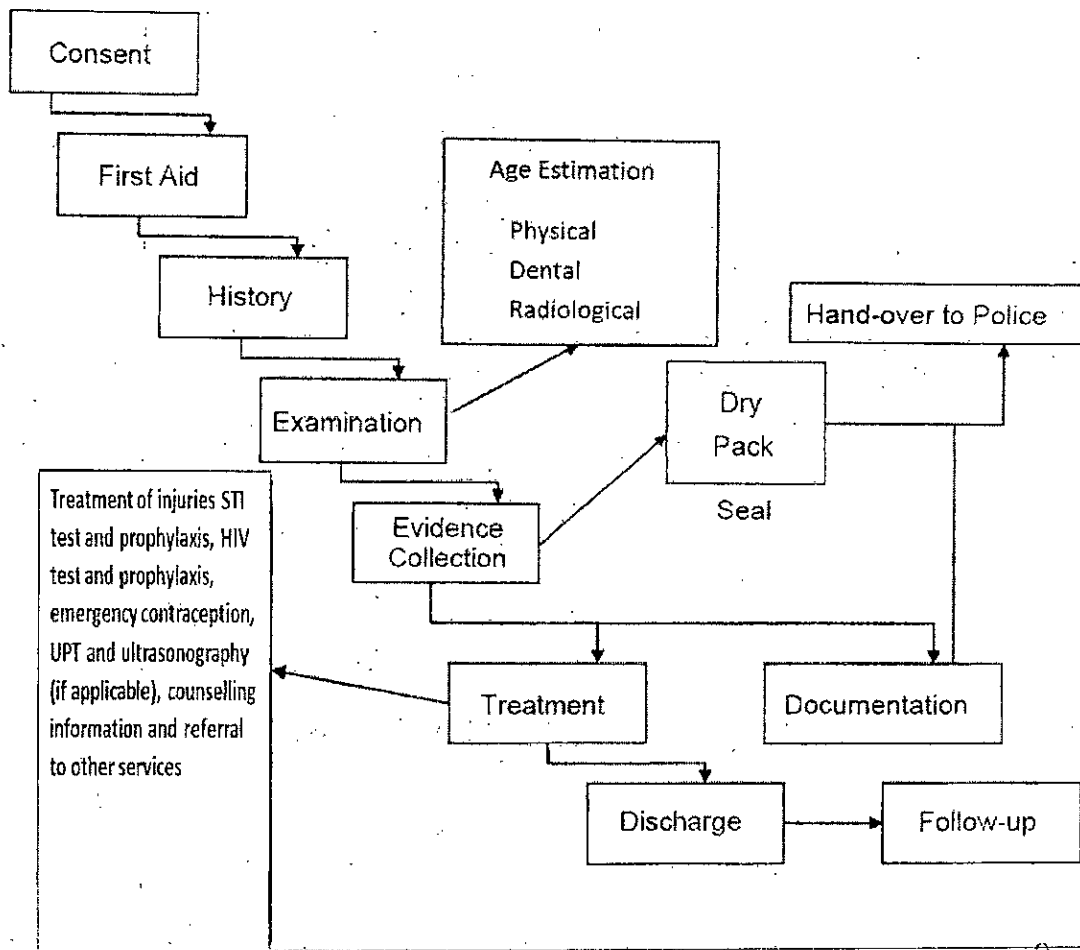 Consent
First Aid
History
Examination
Age Estimation
Physical
Dental
Radiological
Hand-over to Police
Evidence
Collection
Dry
Pack
Seal
Treatment
Documentation
Treatment of injuries STI
test and prophylaxis, HIV
test and prophylaxis,
emergency contraception,
UPT and ultrasonography
(if applicable), counselling
information and referral
to other services
Discharge
Follow-up